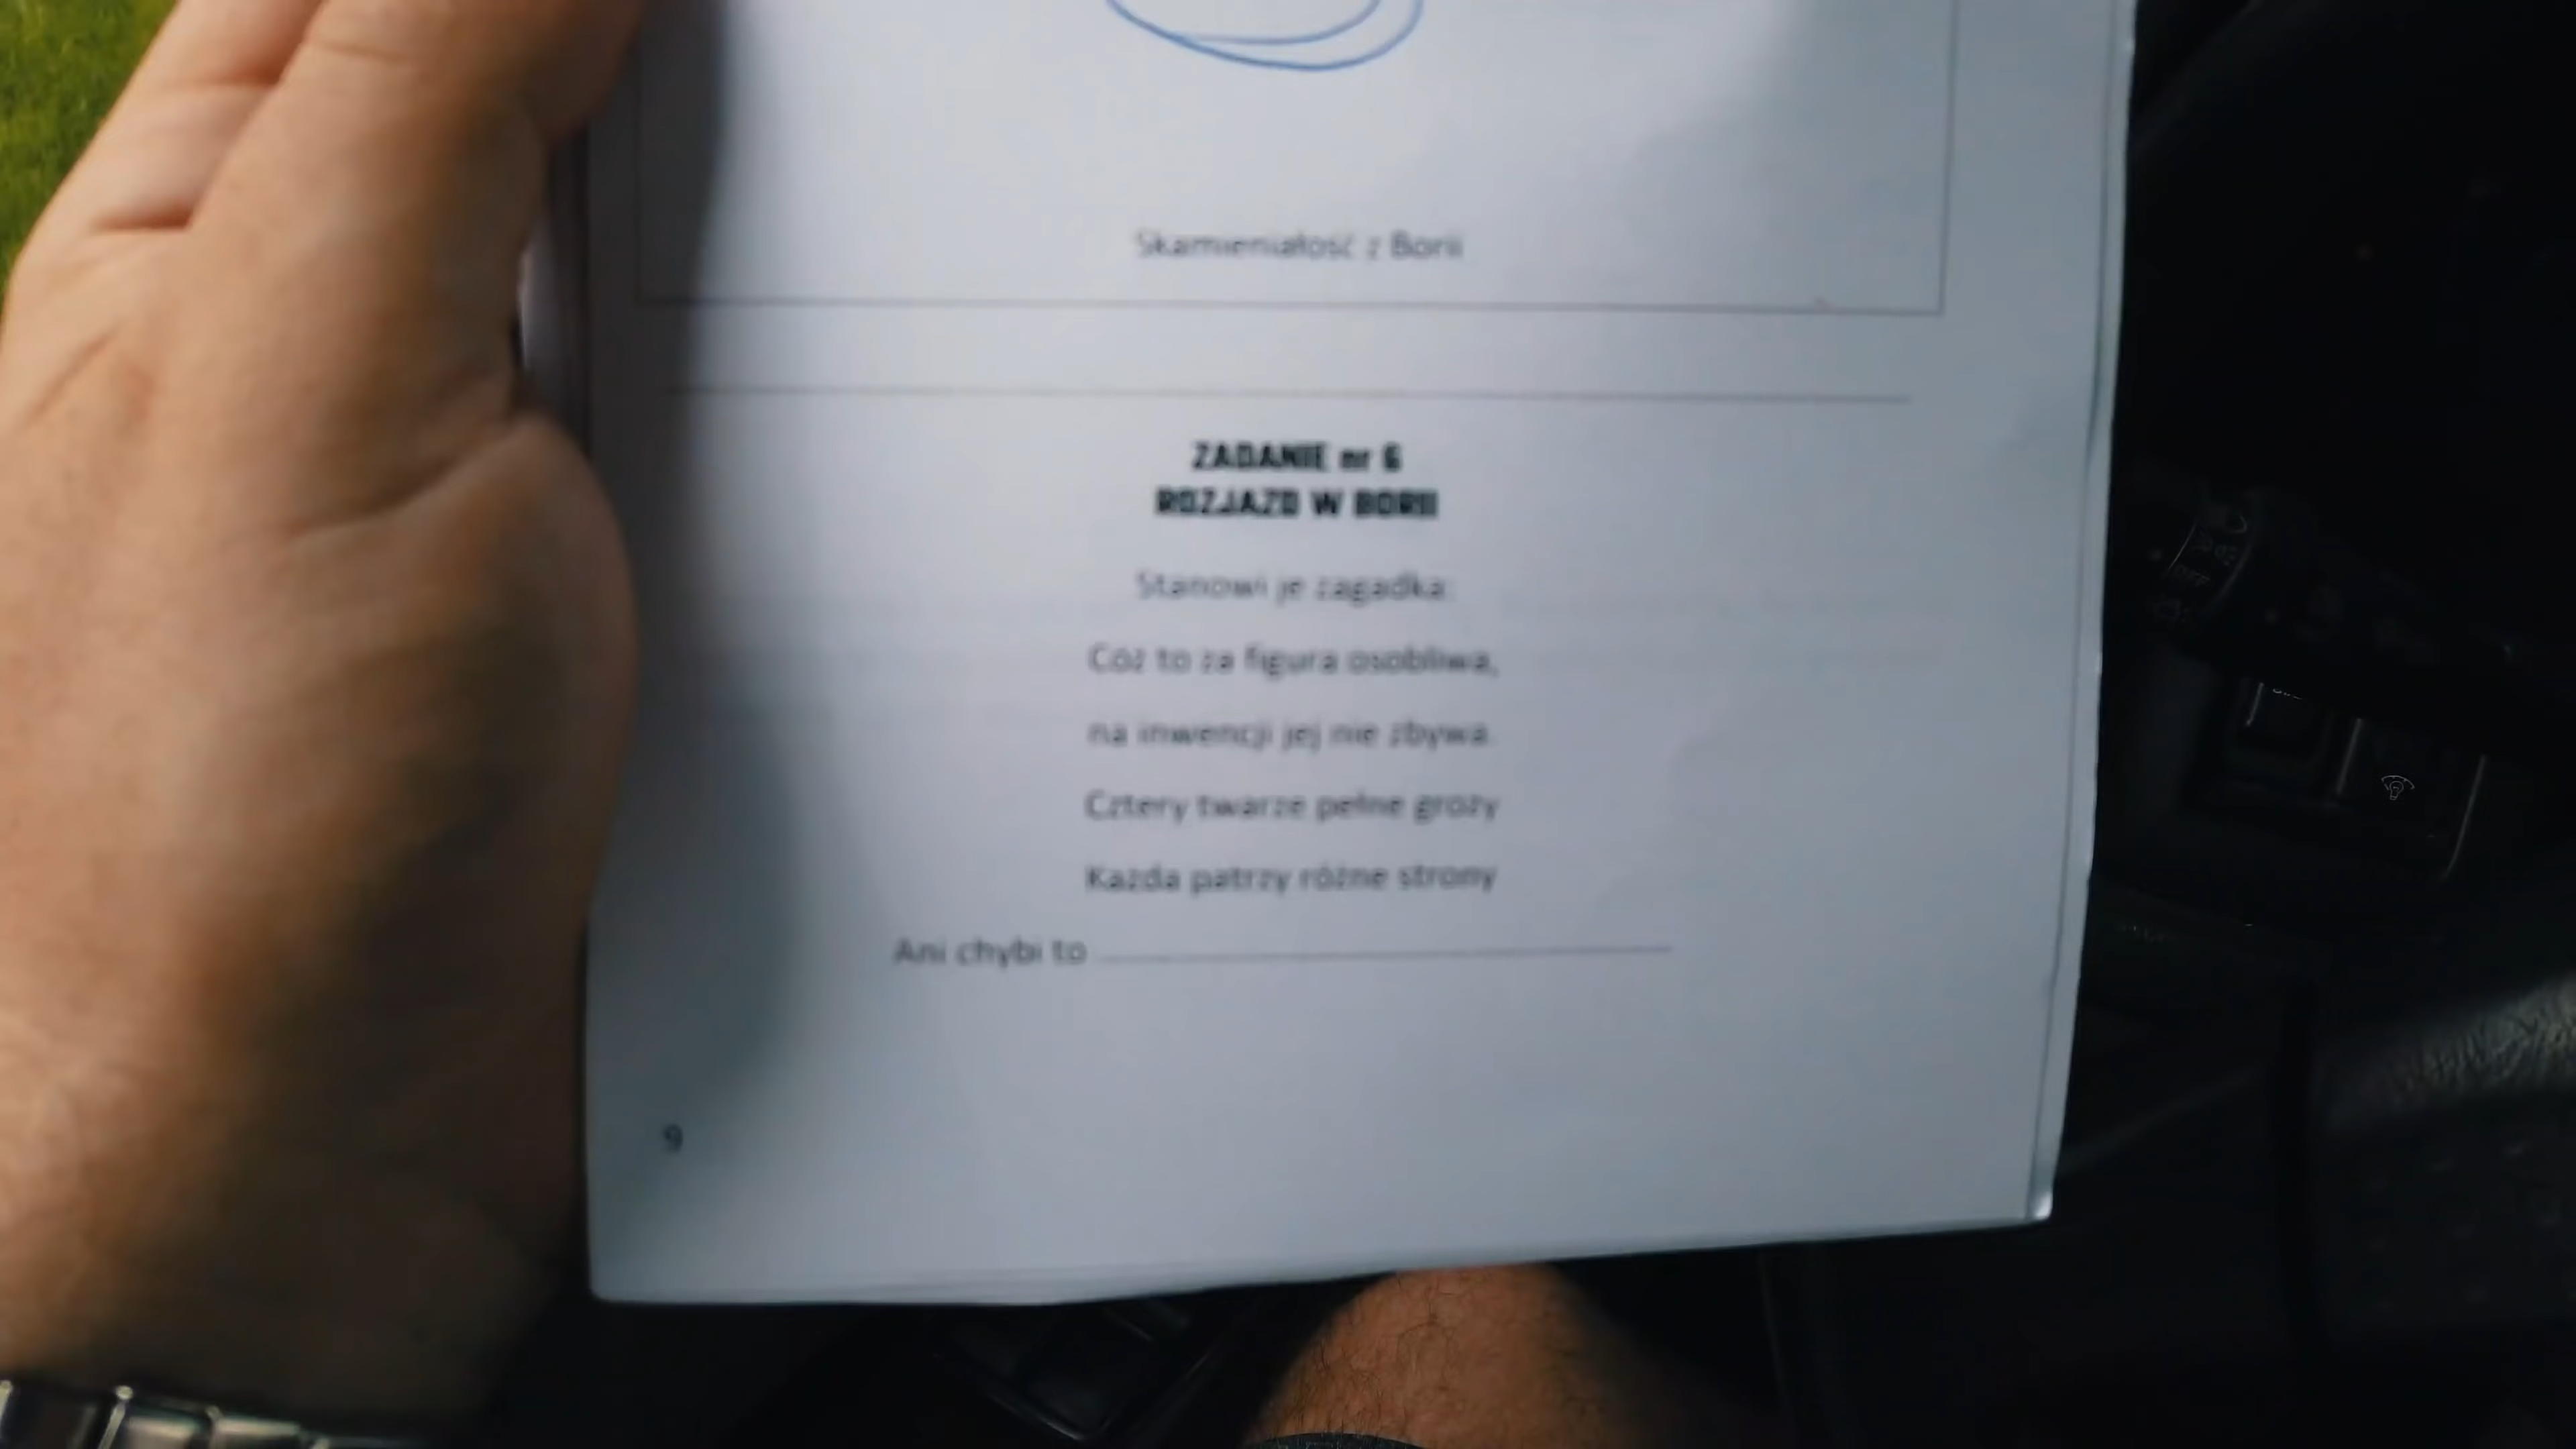 Skamieniałość z Borii
ZADANIE nr 6
ROZJAZD W BORII
Stanowi je zagadka:
Cóż to za figura osobliwa,
na inwencji jej nie zbywa.
Cztery twarze pełne grozy
Każda patrzy różne strony
Ani chybi to
9